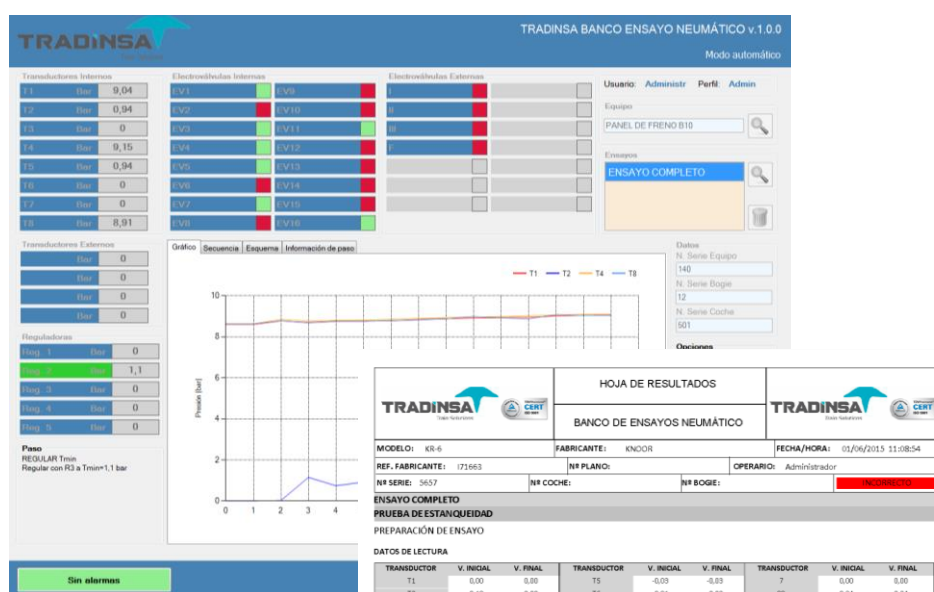 TRADINSA
TRADINSA BANCO ENSAYO NEUMÁTICO v.1.0.0
Modo automático
Transductores Internos
T1 Bar 9,04
T2 Bar 0,94
T3 Bar 0
T4 Bar 9,15
T5 Bar 0,94
T6 Bar 0
T7 Bar 0
T8 Bar 8,91
Electroválvulas Internas
EV1 EV9
EV2 EV10
EV3 EV11
EV4 EV12
EV5 EV13
EV6 EV14
EV7 EV15
EV8 EV16
Electroválvulas Externas
I
II
III
F
Usuario: Administr Perfil: Admin
Equipo
PANEL DE FRENO B10
Ensayos
ENSAYO COMPLETO
Transductores Externos
Bar 0
Bar 0
Bar 0
Bar 0
Reguladoras
Reg. 1 Bar 0
Reg. 2 Bar 1,1
Reg. 3 Bar 0
Reg. 4 Bar 0
Reg. 5 Bar 0
Paso
REGULAR Tmin
Regular con R3 a Tmin=1,1 bar
Gráfico Secuencia Esquema Información de paso
T1 T2 T4 T8
Presión [bar]
10
8
6
4
2
0
0 1 2 3 4
Datos
N. Serie Equipo
140
N. Serie Bogie
12
N. Serie Coche
501
Opciones
Sin alarmas
TRADINSA
CERT
HOJA DE RESULTADOS
BANCO DE ENSAYOS NEUMÁTICO
TRADINSA
CERT
MODELO: KR-6 FABRICANTE: KNOOR FECHA/HORA: 01/06/2015 11:08:54
REF. FABRICANTE: I71663 Nº PLANO: OPERARIO: Administrador
Nº SERIE: 5657 Nº COCHE: Nº BOGIE: INCORRECTO
ENSAYO COMPLETO
PRUEBA DE ESTANQUEIDAD
PREPARACIÓN DE ENSAYO
DATOS DE LECTURA
TRANSDUCTOR V. INICIAL V. FINAL TRANSDUCTOR V. INICIAL V. FINAL TRANSDUCTOR V. INICIAL V. FINAL
T1 0,00 0,00 T5 -0,03 -0,03 7 0,00 0,00